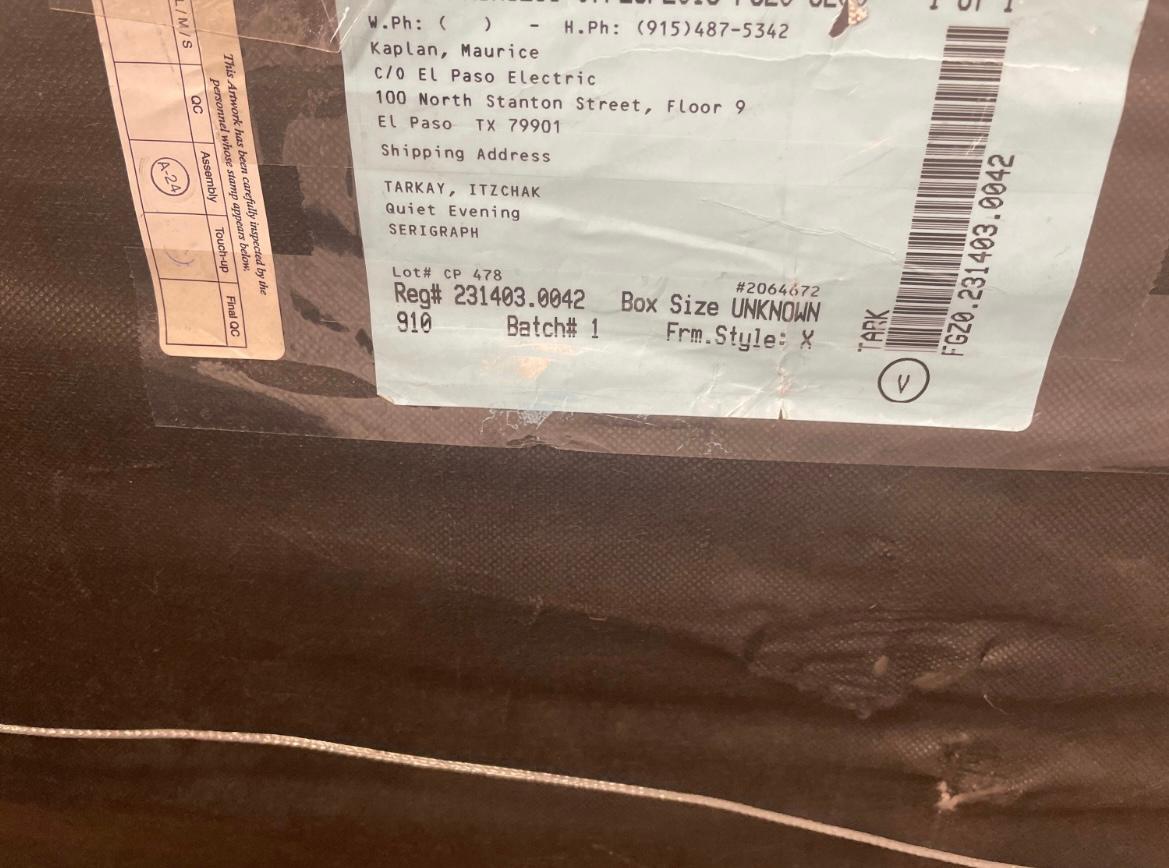 1 OF 1
W.Ph: ( ) - H.Ph: (915)487-5342
Kaplan, Maurice
C/O El Paso Electric
100 North Stanton Street, Floor 9
El Paso TX 79901
Shipping Address
TARKAY, ITZCHAK
Quiet Evening
SERIGRAPH
Lot# CP 478
#2064672
Reg# 231403.0042 Box Size UNKNOWN
910 Batch# 1 Frm.Style: X
TARK
FGZ0.231403.0042
V
This Artwork has been carefully inspected by the
personnel whose stamp appears below.
L / M / S
QC
Assembly
Touch-up
Final QC
A-24